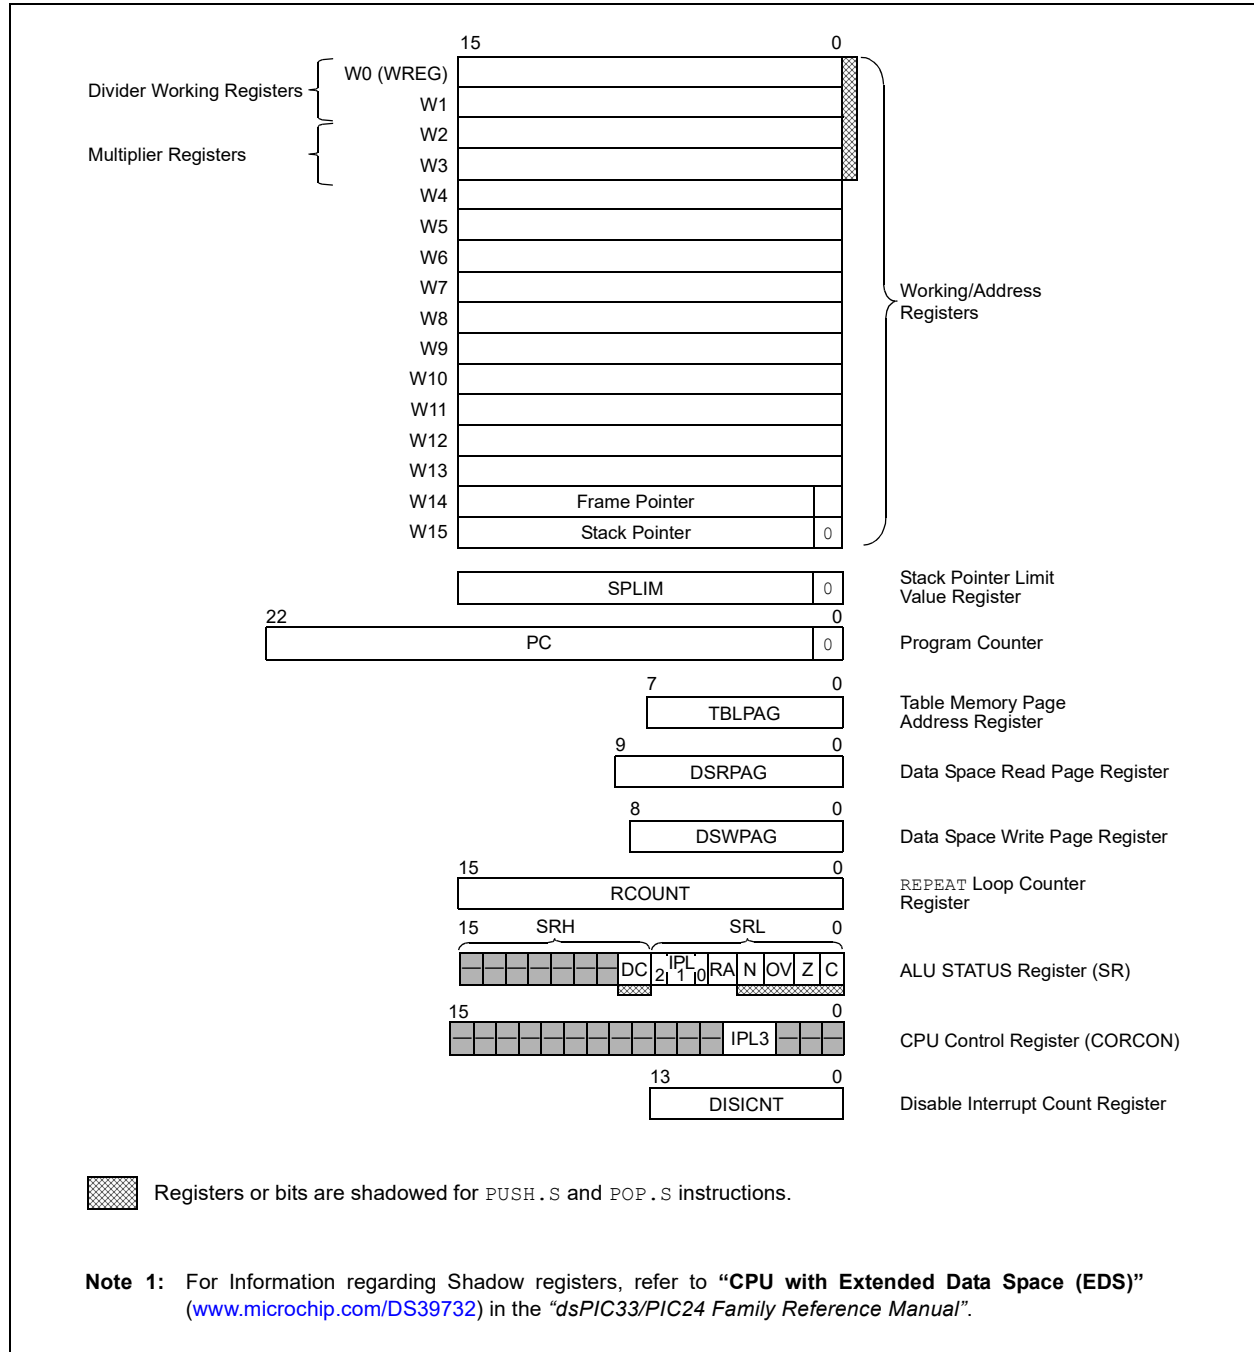 15 0
W0 (WREG)
Divider Working Registers
W1
W2
Multiplier Registers
W3
W4
W5
W6
W7
Working/Address
Registers
W8
W9
W10
W11
W12
W13
W14 Frame Pointer
W15 Stack Pointer 0
SPLIM 0
Stack Pointer Limit
Value Register
22 0
PC 0 Program Counter
7 0
TBLPAG
Table Memory Page
Address Register
9 0
DSRPAG Data Space Read Page Register
8 0
DSWPAG Data Space Write Page Register
15 0
RCOUNT
REPEAT Loop Counter
Register
15 SRH SRL 0
— — — — — — — DC 2 IPL 1 0 RA N OV Z C ALU STATUS Register (SR)
15 0
— — — — — — — — — — — — IPL3 — — — CPU Control Register (CORCON)
13 0
DISICNT Disable Interrupt Count Register
Registers or bits are shadowed for PUSH.S and POP.S instructions.
Note 1: For Information regarding Shadow registers, refer to “CPU with Extended Data Space (EDS)”
(www.microchip.com/DS39732) in the “dsPIC33/PIC24 Family Reference Manual”.